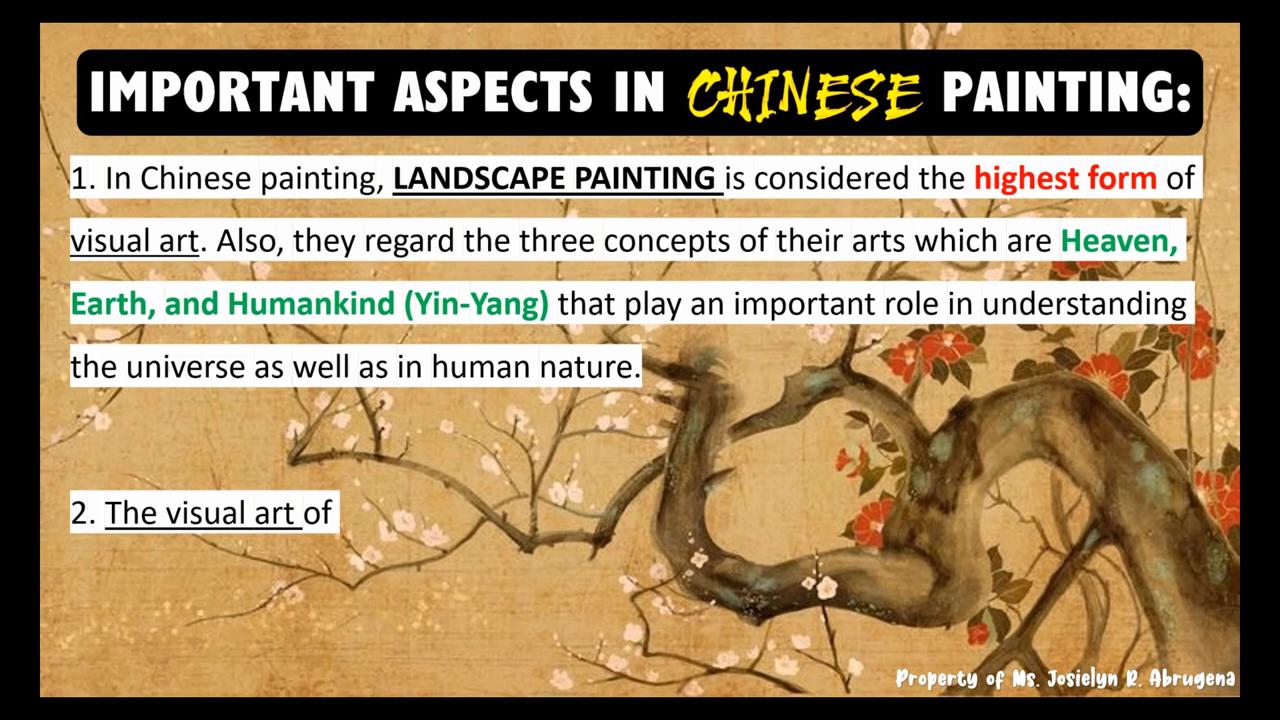 IMPORTANT ASPECTS IN CHINESE PAINTING:
1. In Chinese painting, LANDSCAPE PAINTING is considered the highest form of
visual art. Also, they regard the three concepts of their arts which are Heaven,
Earth, and Humankind (Yin-Yang) that play an important role in understanding
the universe as well as in human nature.
2. The visual art of
Property of Ms. Josielyn R. Abrugena